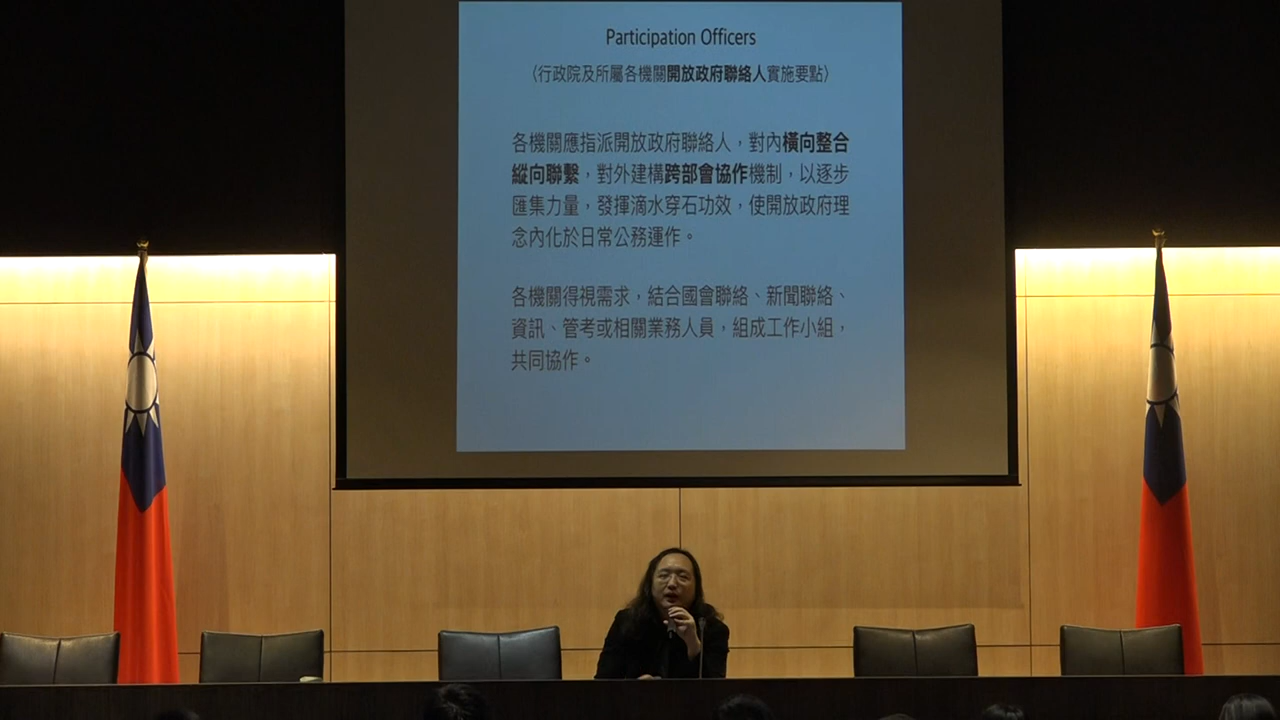 Participation Officers
〈行政院及所屬各機關開放政府聯絡人實施要點〉
各機關應指派開放政府聯絡人，對內橫向整合
縱向聯繫，對外建構跨部會協作機制，以逐步
匯集力量，發揮滴水穿石功效，使開放政府理
念內化於日常公務運作。
各機關得視需求，結合國會聯絡、新聞聯絡、
資訊、管考或相關業務人員，組成工作小組，
共同協作。